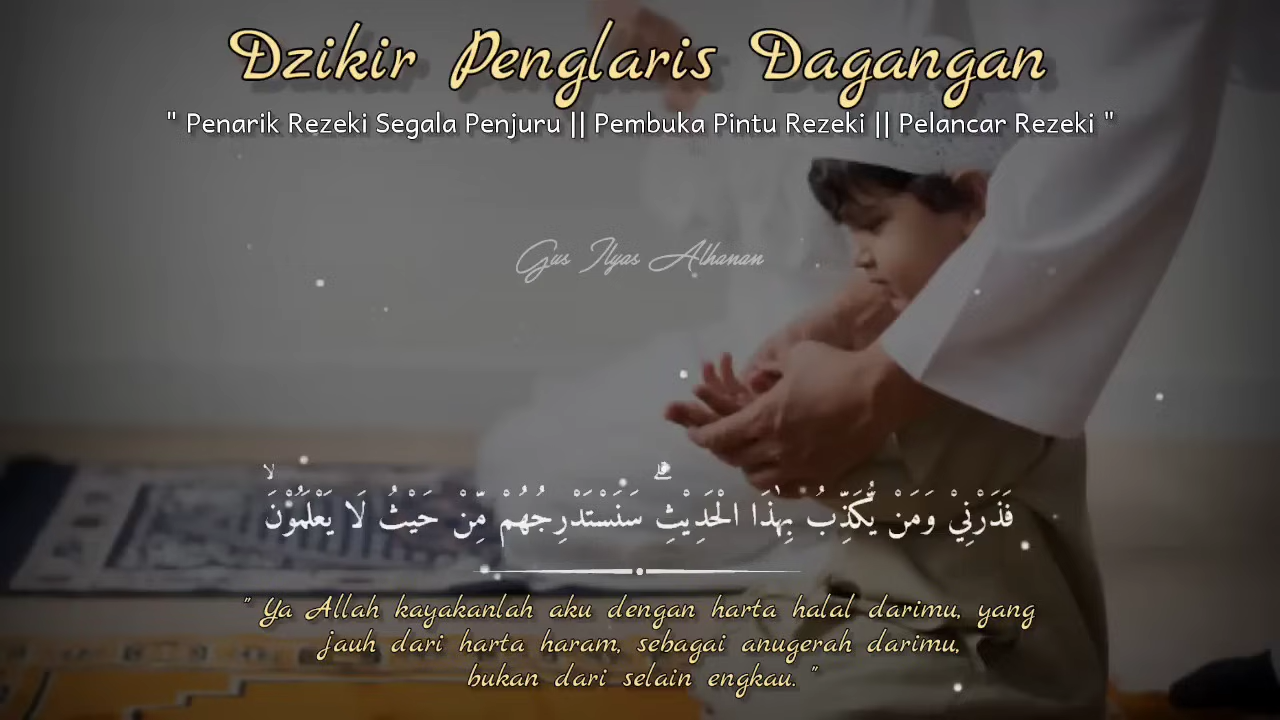 Dzikir Penglaris Dagangan
" Penarik Rezeki Segala Penjuru || Pembuka Pintu Rezeki || Pelancar Rezeki "
Gus Ilyas Alhanan
فَذَرْنِيْ وَمَنْ يُّكَذِّبُ بِهٰذَا الْحَدِيْثِۗ سَنَسْتَدْرِجُهُمْ مِّنْ حَيْثُ لَا يَعْلَمُوْنَۙ
" Ya Allah kayakanlah aku dengan harta halal darimu, yang
jauh dari harta haram, sebagai anugerah darimu,
bukan dari selain engkau. "